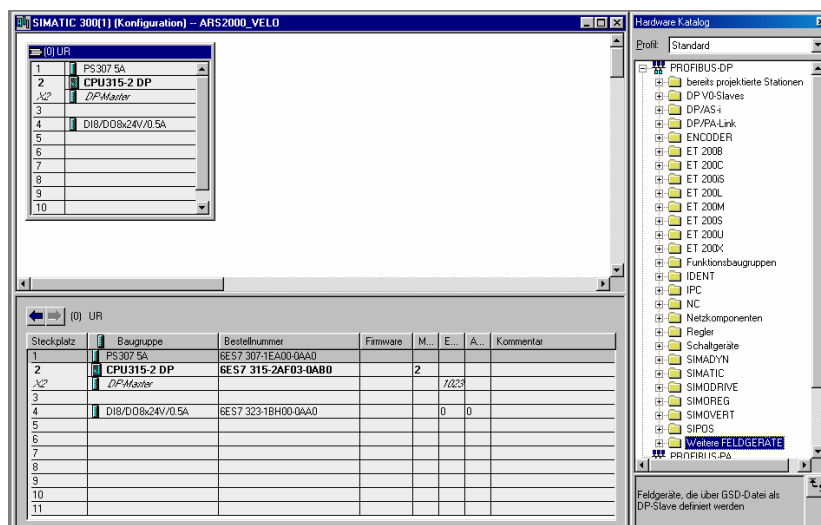 SIMATIC 300(1) (Konfiguration) -- ARS2000_VELO
(0) UR
1 PS307 5A
2 CPU315-2 DP
X2 DP-Master
3
4 DI8/DO8x24V/0.5A
5
6
7
8
9
10
(0) UR
Steckplatz Baugruppe Bestellnummer Firmware M... E... A... Kommentar
1 PS307 5A 6ES7 307-1EA00-0AA0
2 CPU315-2 DP 6ES7 315-2AF03-0AB0 2
X2 DP-Master 1023
3
4 DI8/DO8x24V/0.5A 6ES7 323-1BH00-0AA0 0 0
5
6
7
8
9
10
11
Hardware Katalog
Profil: Standard
PROFIBUS-DP
bereits projektierte Stationen
DP V0-Slaves
DP/AS-i
DP/PA-Link
ENCODER
ET 200B
ET 200C
ET 200iS
ET 200L
ET 200M
ET 200S
ET 200U
ET 200X
Funktionsbaugruppen
IDENT
IPC
NC
Netzkomponenten
Regler
Schaltgeräte
SIMADYN
SIMATIC
SIMODRIVE
SIMOREG
SIMOVERT
SIPOS
Weitere FELDGERÄTE
PROFIBUS-PA
Feldgeräte, die über GSD-Datei als
DP-Slave definiert werden